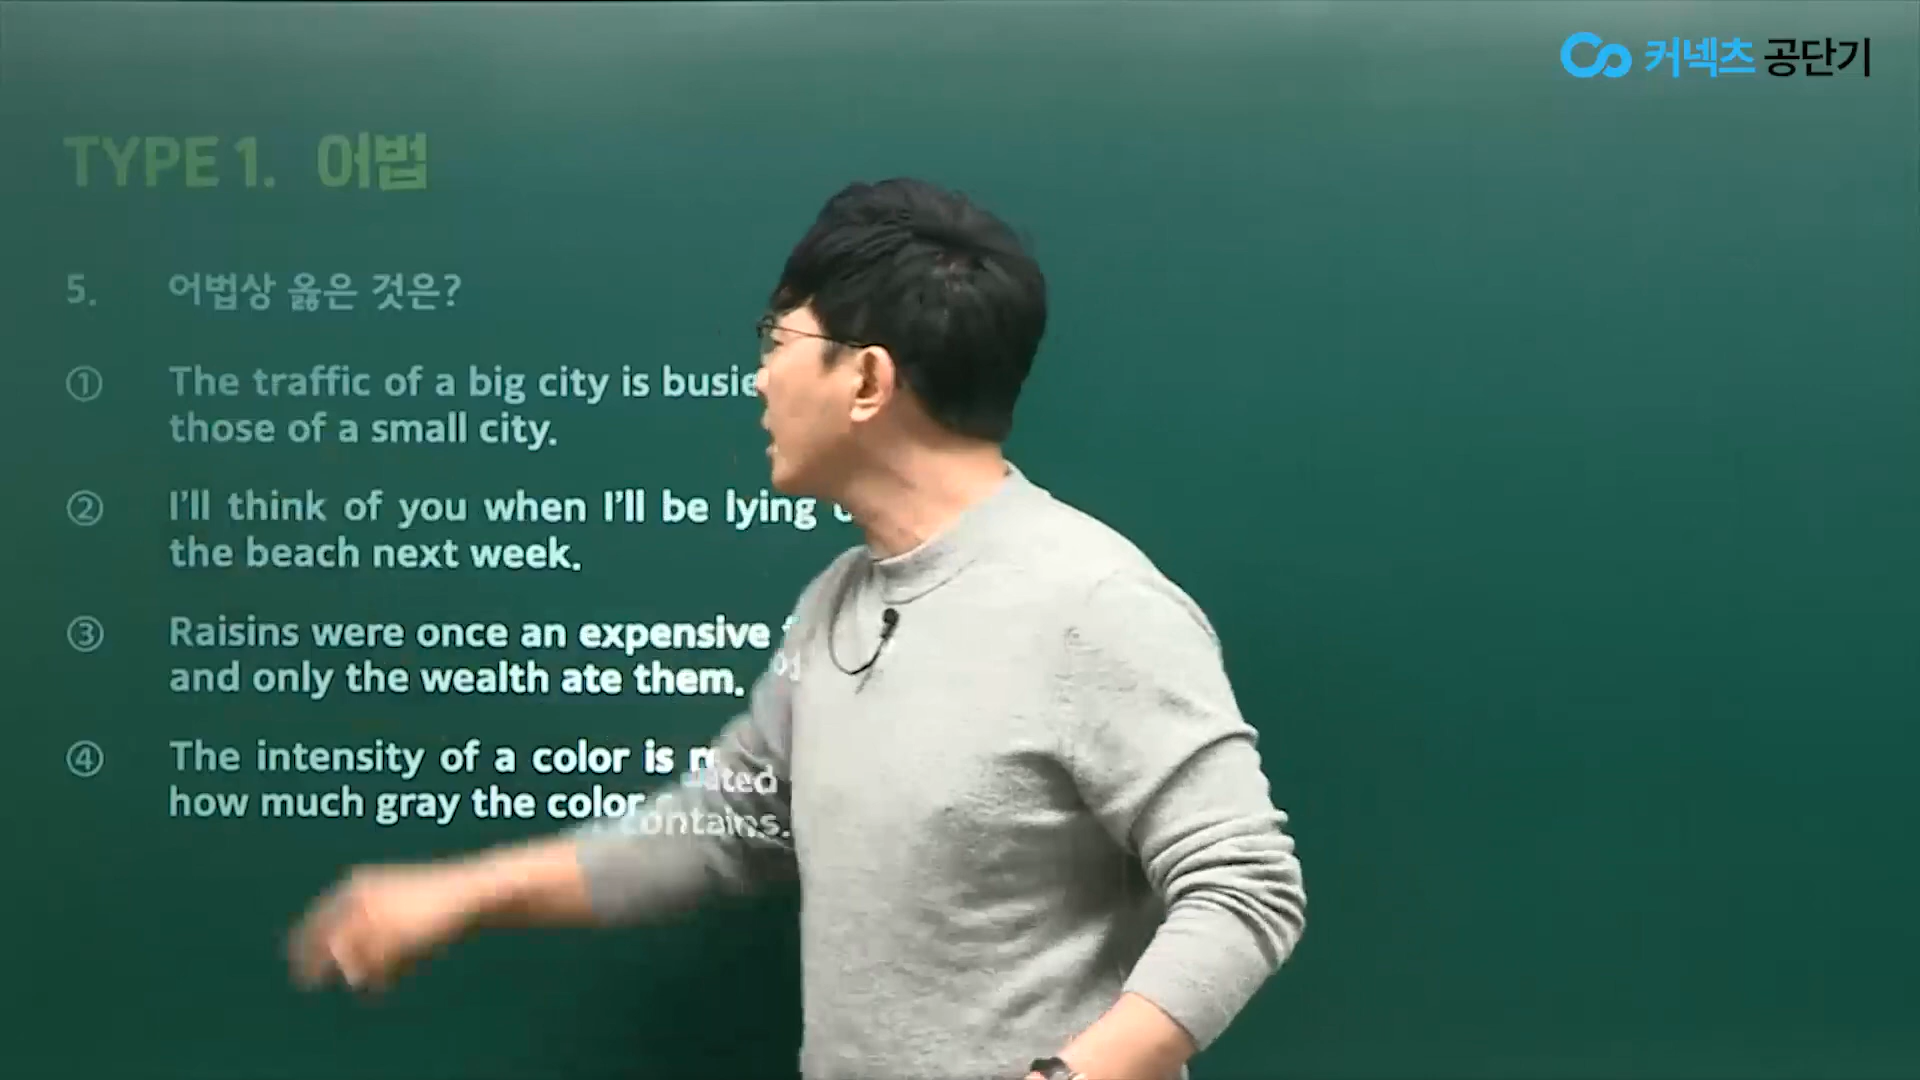 커넥츠 공단기
TYPE 1. 어법
5. 어법상 옳은 것은?
① The traffic of a big city is
those of a small city.
② I'll think of you when I'll be lying
the beach next week.
③ Raisins were once an expensive
and only the wealth ate them.
④ The intensity of a color is
how much gray the color contains.